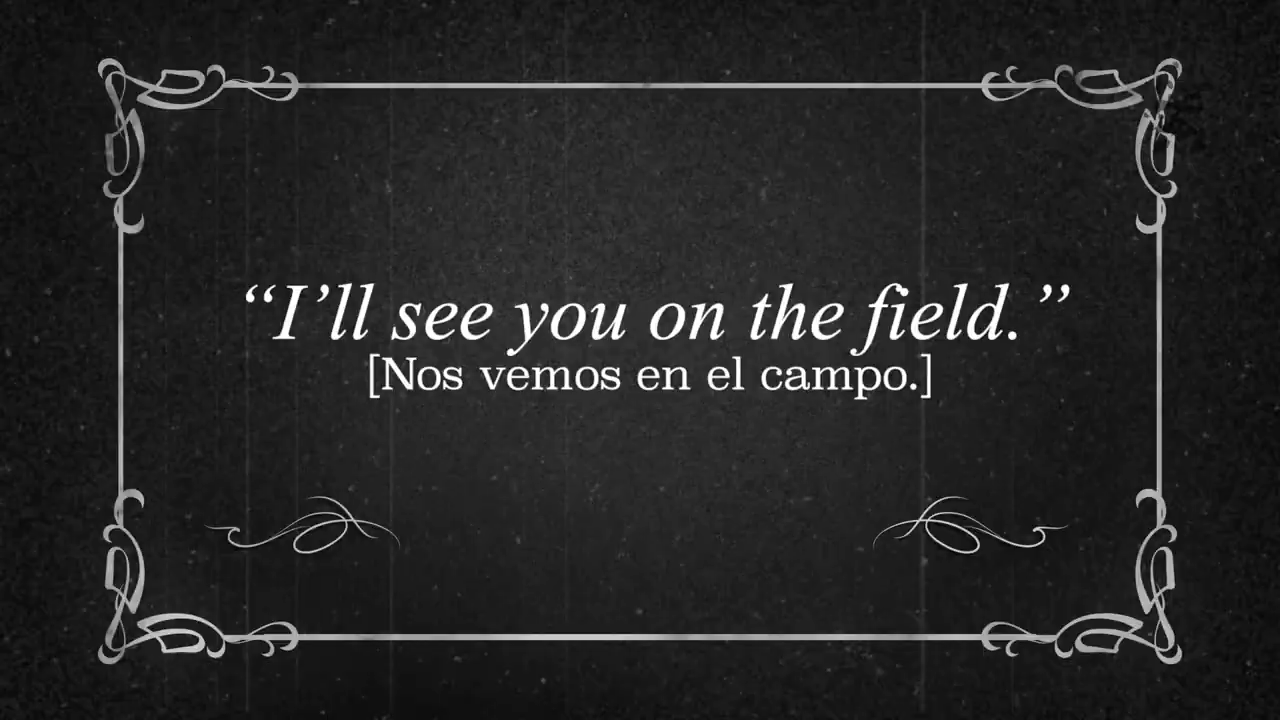 “I’ll see you on the field.”
[Nos vemos en el campo.]